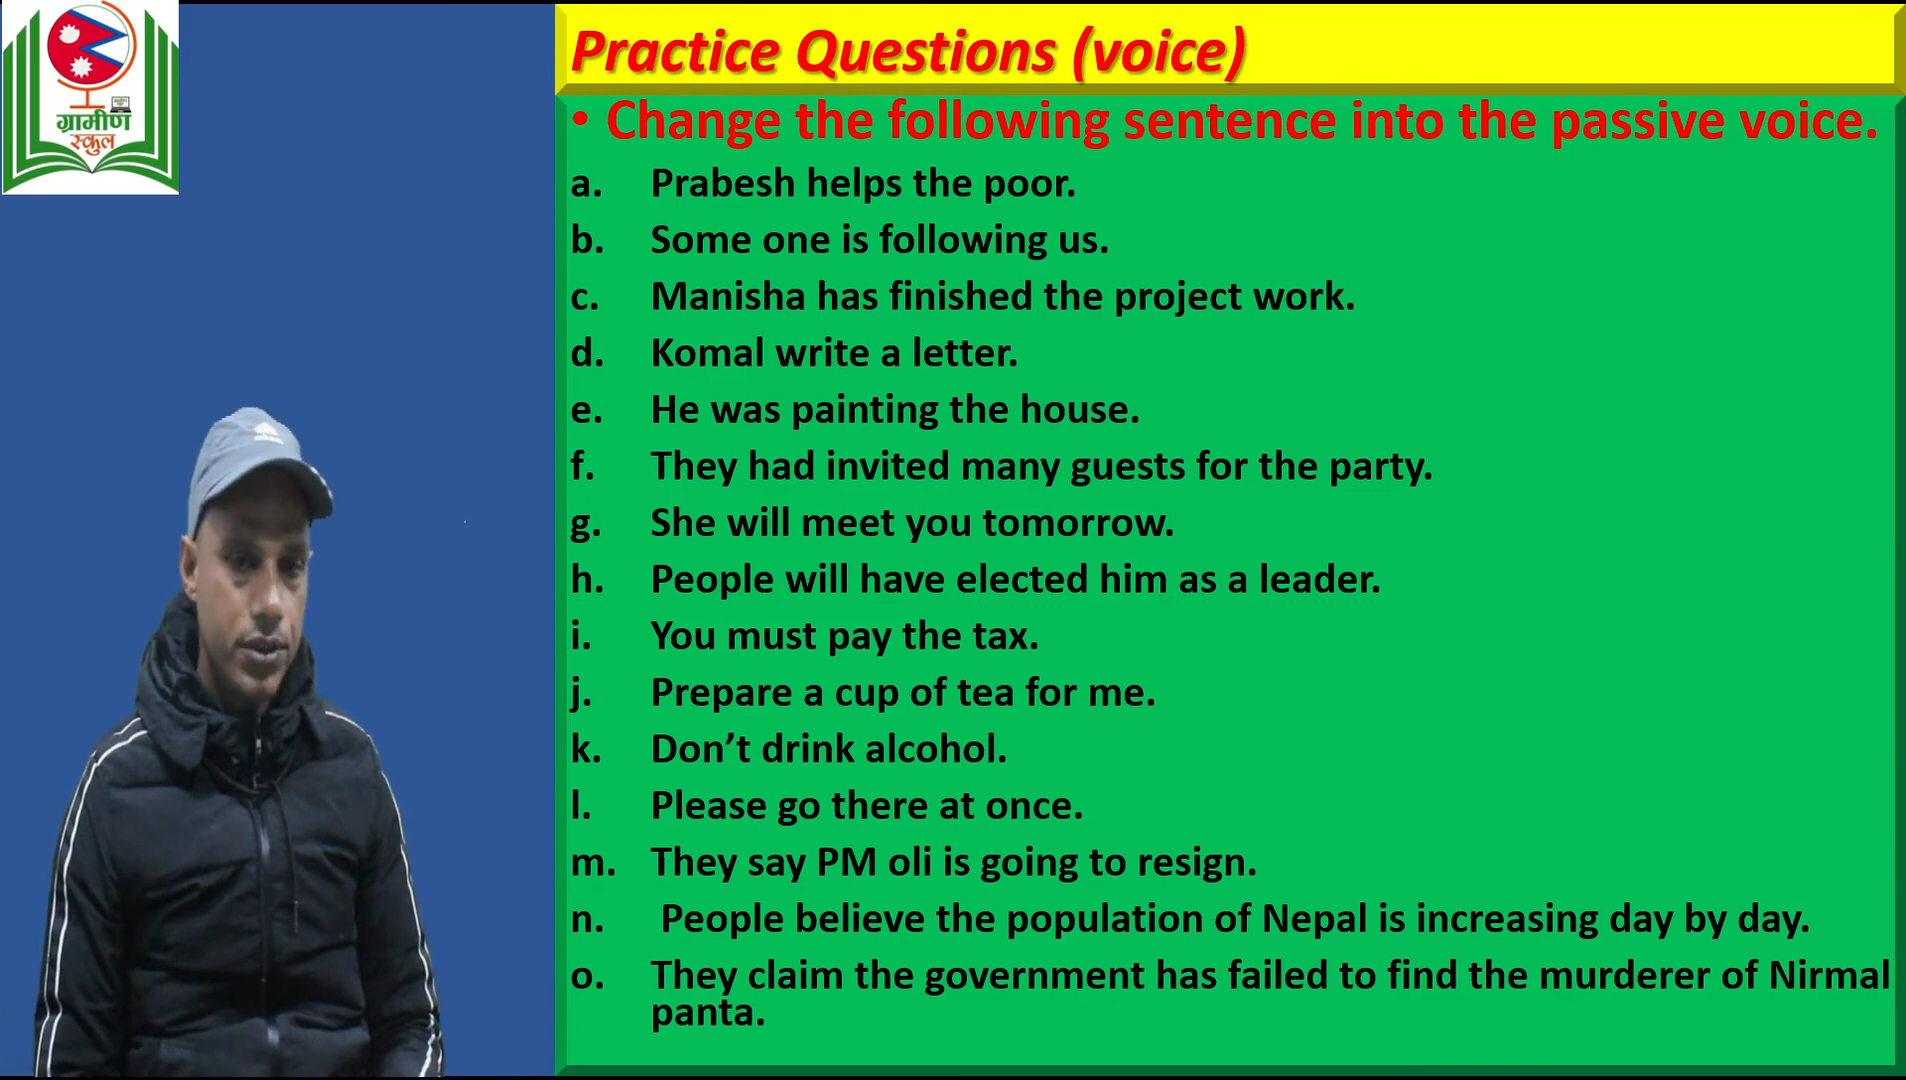 ग्रामीण
स्कुल
Practice Questions (voice)
• Change the following sentence into the passive voice.
a. Prabesh helps the poor.
b. Some one is following us.
c. Manisha has finished the project work.
d. Komal write a letter.
e. He was painting the house.
f. They had invited many guests for the party.
g. She will meet you tomorrow.
h. People will have elected him as a leader.
i. You must pay the tax.
j. Prepare a cup of tea for me.
k. Don’t drink alcohol.
l. Please go there at once.
m. They say PM oli is going to resign.
n. People believe the population of Nepal is increasing day by day.
o. They claim the government has failed to find the murderer of Nirmal
panta.